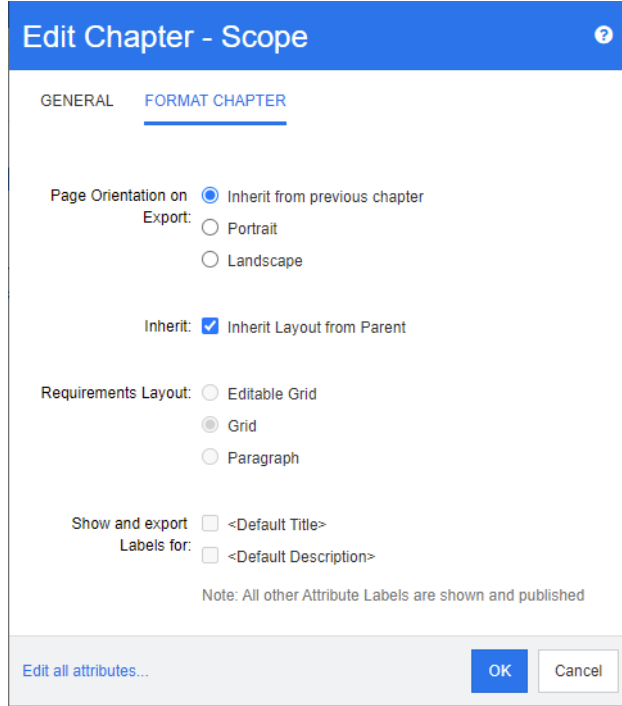 Edit Chapter - Scope
?
GENERAL FORMAT CHAPTER
Page Orientation on Export:
Inherit from previous chapter
Portrait
Landscape
Inherit:
Inherit Layout from Parent
Requirements Layout:
Editable Grid
Grid
Paragraph
Show and export
Labels for:
<Default Title>
<Default Description>
Note: All other Attribute Labels are shown and published
Edit all attributes...
OK
Cancel